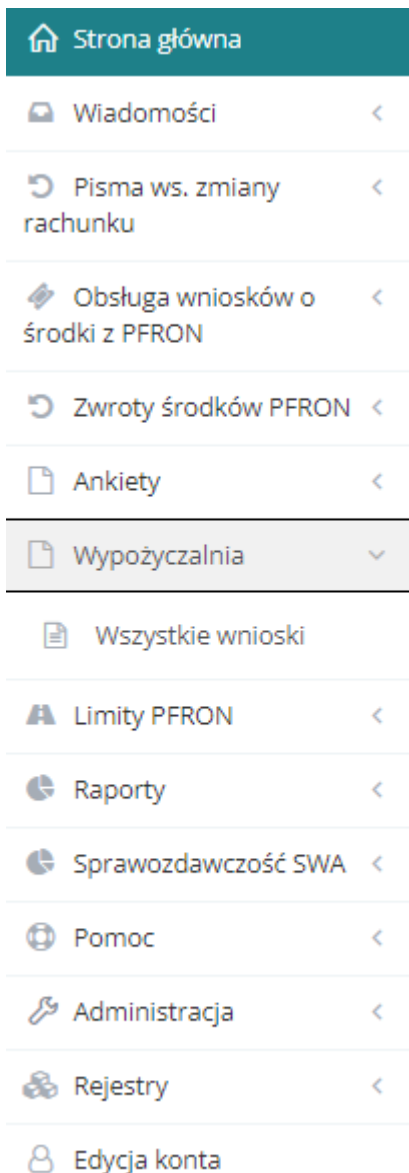 Strona główna
Wiadomości
Pisma ws. zmiany
rachunku
Obsługa wniosków o
środki z PFRON
Zwroty środków PFRON
Ankiety
Wypożyczalnia
Wszystkie wnioski
Limity PFRON
Raporty
Sprawozdawczość SWA
Pomoc
Administracja
Rejestry
Edycja konta